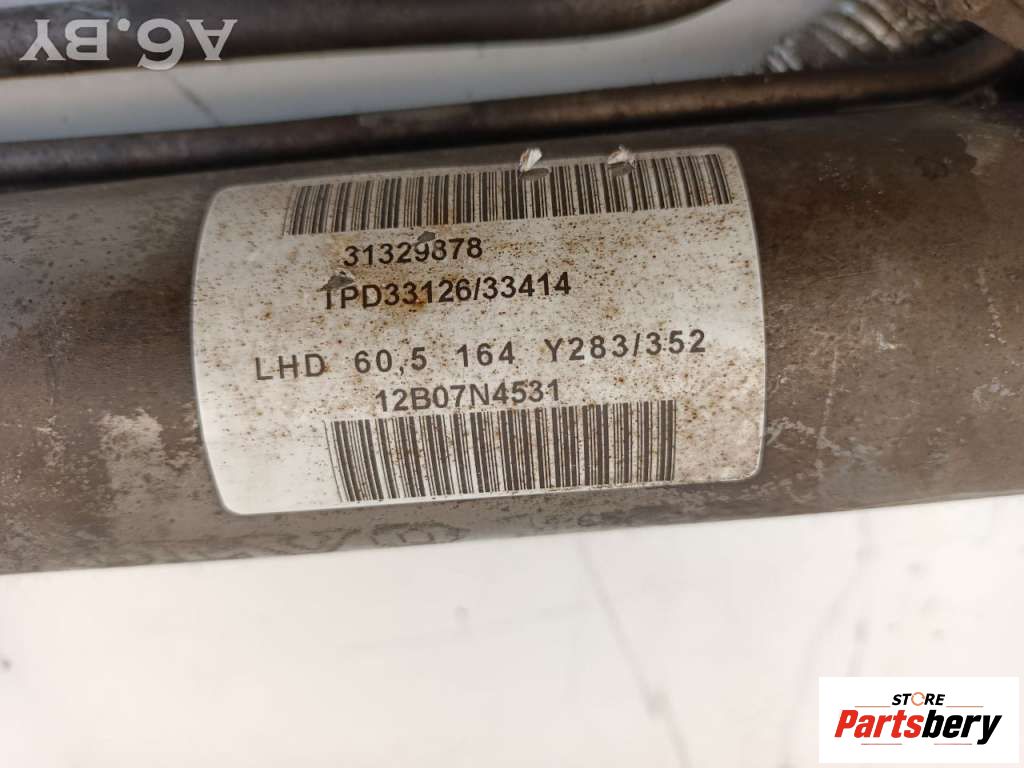 A6.BY
31329878
TPD33126/33414
LHD 60,5 164 Y283/352
12B07N4531
STORE
Partsbery